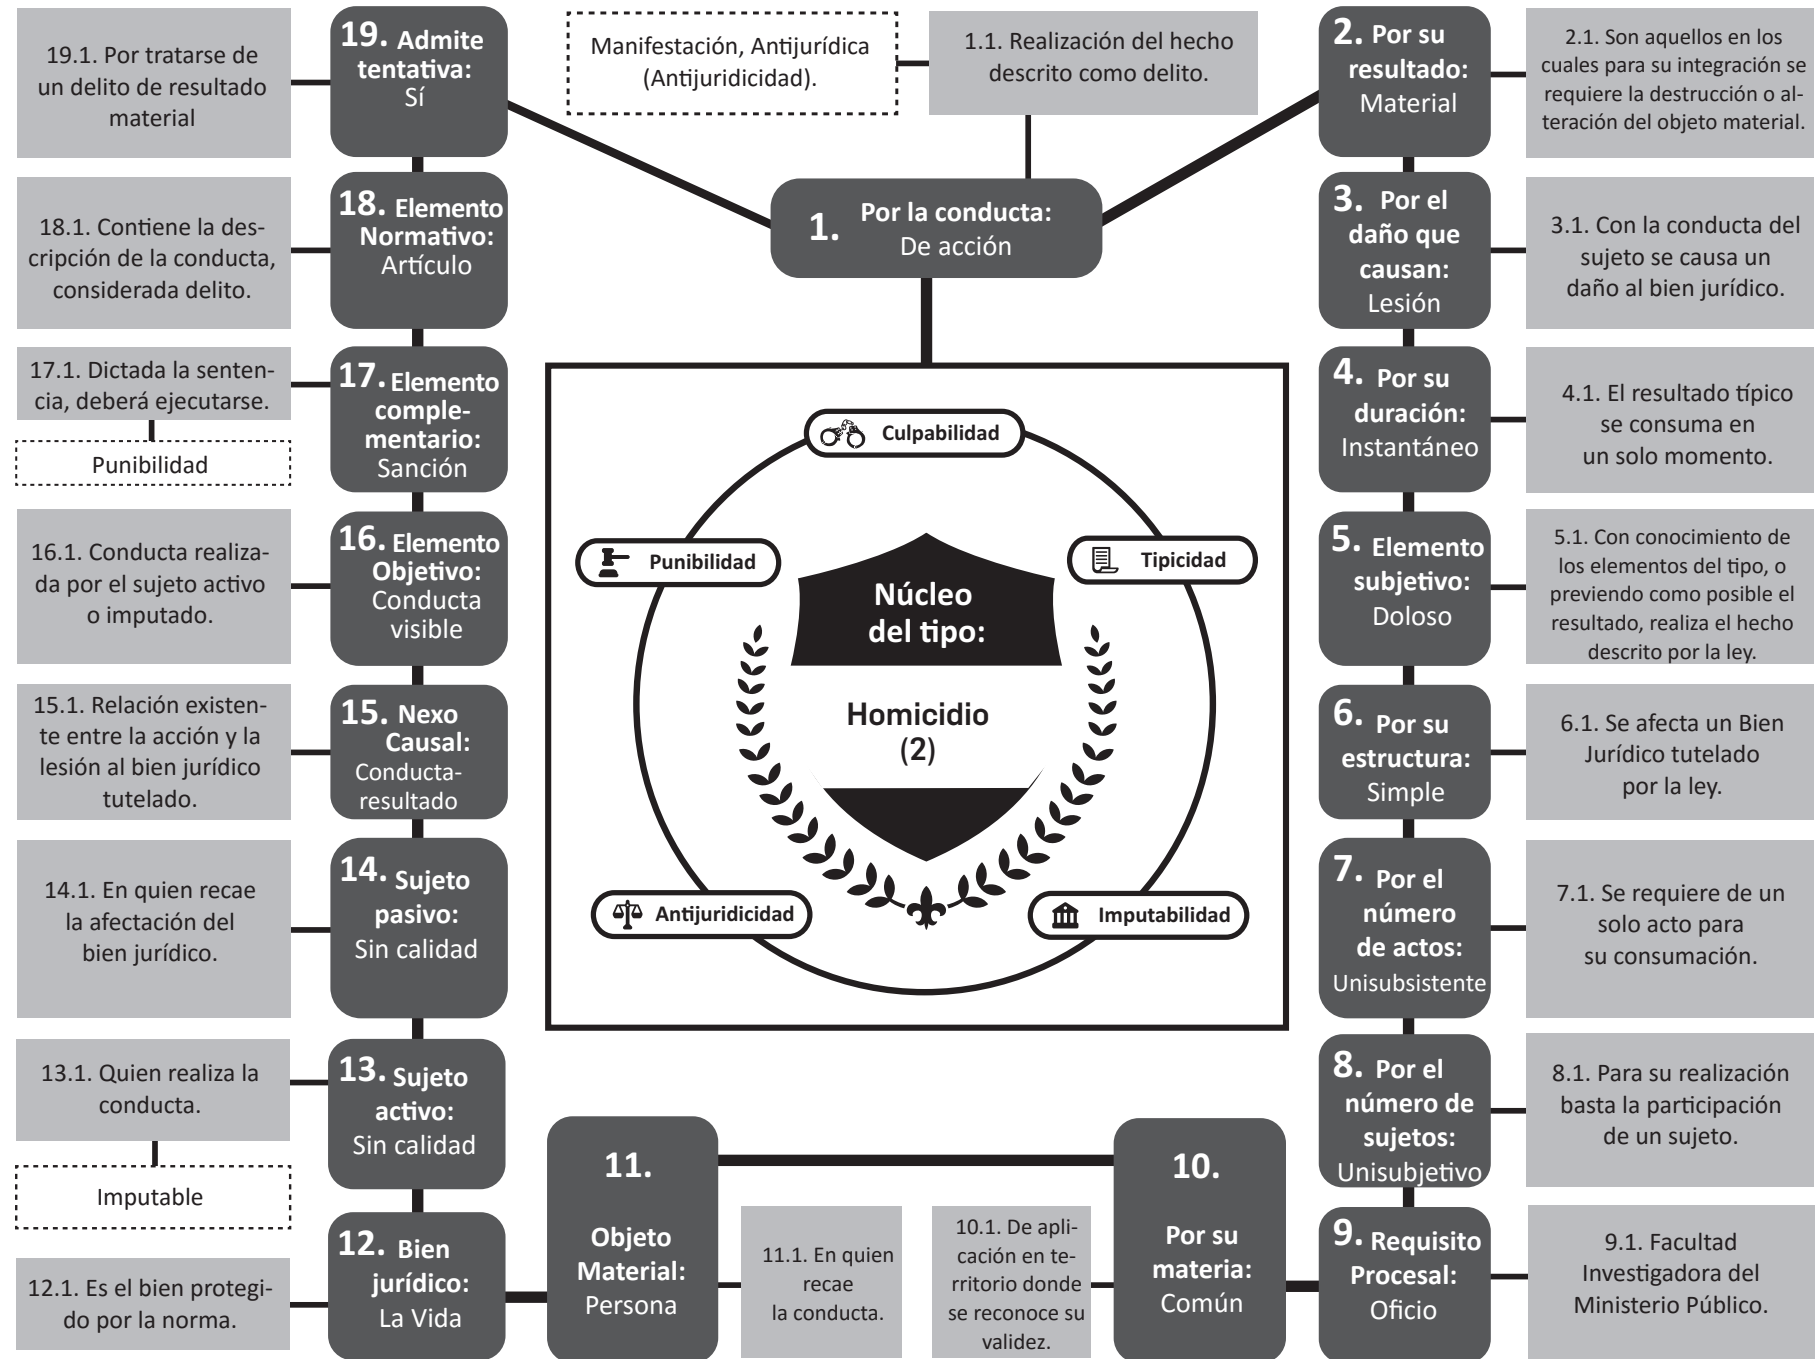 19. Admite
tentativa:
Sí
19.1. Por tratarse de
un delito de resultado
material
Manifestación, Antijurídica
(Antijuridicidad).
1.1. Realización del hecho
descrito como delito.
1. Por la conducta:
De acción
2. Por su
resultado:
Material
2.1. Son aquellos en los
cuales para su integración se
requiere la destrucción o al-
teración del objeto material.
3. Por el
daño que
causan:
Lesión
3.1. Con la conducta del
sujeto se causa un
daño al bien jurídico.
4. Por su
duración:
Instantáneo
4.1. El resultado típico
se consuma en
un solo momento.
5. Elemento
subjetivo:
Doloso
5.1. Con conocimiento de
los elementos del tipo, o
previendo como posible el
resultado, realiza el hecho
descrito por la ley.
6. Por su
estructura:
Simple
6.1. Se afecta un Bien
Jurídico tutelado
por la ley.
7. Por el
número
de actos:
Unisubsistente
7.1. Se requiere de un
solo acto para
su consumación.
8. Por el
número de
sujetos:
Unisubjetivo
8.1. Para su realización
basta la participación
de un sujeto.
9. Requisito
Procesal:
Oficio
9.1. Facultad
Investigadora del
Ministerio Público.
10.
Por su
materia:
Común
10.1. De apli-
cación en te-
rritorio donde
se reconoce su
validez.
11.
Objeto
Material:
Persona
11.1. En quien
recae
la conducta.
12. Bien
jurídico:
La Vida
12.1. Es el bien protegi-
do por la norma.
13. Sujeto
activo:
Sin calidad
13.1. Quien realiza la
conducta.
Imputable
14. Sujeto
pasivo:
Sin calidad
14.1. En quien recae
la afectación del
bien jurídico.
15. Nexo
Causal:
Conducta-
resultado
15.1. Relación existen-
te entre la acción y la
lesión al bien jurídico
tutelado.
16. Elemento
Objetivo:
Conducta
visible
16.1. Conducta realiza-
da por el sujeto activo
o imputado.
17. Elemento
comple-
mentario:
Sanción
17.1. Dictada la senten-
cia, deberá ejecutarse.
Punibilidad
18. Elemento
Normativo:
Artículo
18.1. Contiene la des-
cripción de la conducta,
considerada delito.
Culpabilidad
Punibilidad
Tipicidad
Núcleo
del tipo:
Homicidio
(2)
Antijuridicidad
Imputabilidad